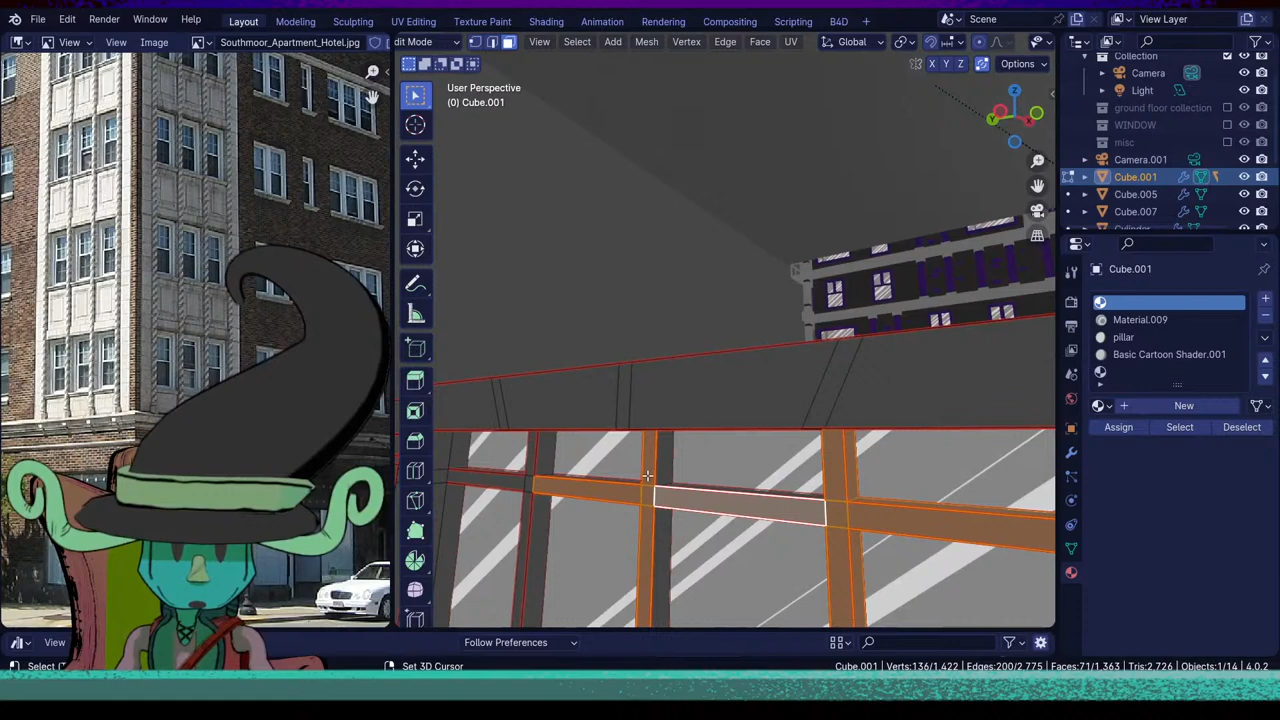 File Edit Render Window Help Layout Modeling Sculpting UV Editing Texture Paint Shading Animation Rendering Compositing Scripting B4D + Scene View Layer
View View Image Southmoor_Apartment_Hotel.jpg dit Mode View Select Add Mesh Vertex Edge Face UV Global
X Y Z Options
User Perspective
(0) Cube.001
Z
Y
X
Collection
Camera
Light
ground floor collection
WINDOW
misc
Camera.001
Cube.001
Cube.005
Cube.007
Cube.001
Material.009
pillar
Basic Cartoon Shader.001
New
Assign Select Deselect
View Follow Preferences
Select (T Set 3D Cursor Cube.001 | Verts:136/1,422 | Edges:200/2,775 | Faces:71/1,363 | Tris:2,726 | Objects:1/14 | 4.0.2